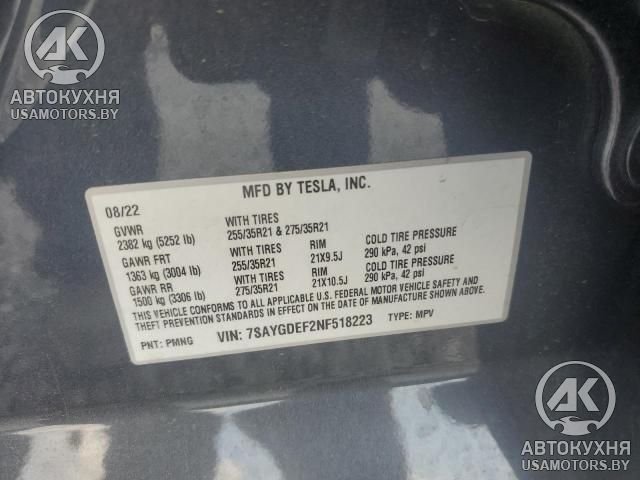 AK
АВТОКУХНЯ
USAMOTORS.BY
MFD BY TESLA, INC.
08/22
GVWR
2382 kg (5252 lb)
WITH TIRES
255/35R21 & 275/35R21
GAWR FRT
1363 kg (3004 lb)
WITH TIRES
255/35R21
RIM
21X9.5J
COLD TIRE PRESSURE
290 kPa, 42 psi
GAWR RR
1500 kg (3306 lb)
WITH TIRES
275/35R21
RIM
21X10.5J
COLD TIRE PRESSURE
290 kPa, 42 psi
THIS VEHICLE CONFORMS TO ALL APPLICABLE U.S. FEDERAL MOTOR VEHICLE SAFETY AND
THEFT PREVENTION STANDARDS IN EFFECT ON THE DATE OF MANUFACTURE SHOWN ABOVE.
PNT: PMNG
VIN: 7SAYGDEF2NF518223
TYPE: MPV
AK
АВТОКУХНЯ
USAMOTORS.BY